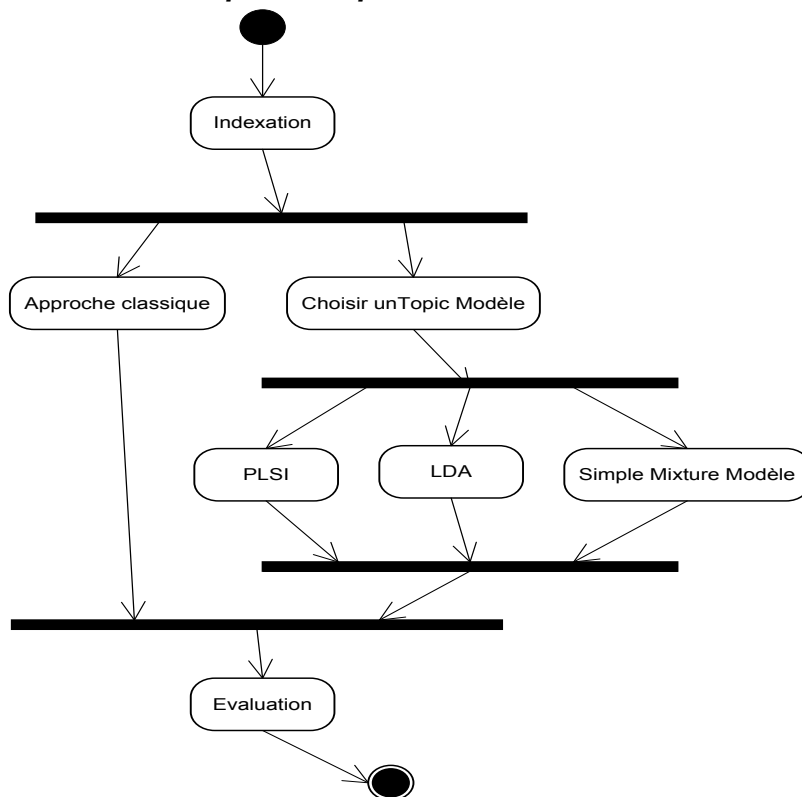 Indexation
Approche classique
Choisir unTopic Modèle
PLSI
LDA
Simple Mixture Modèle
Evaluation